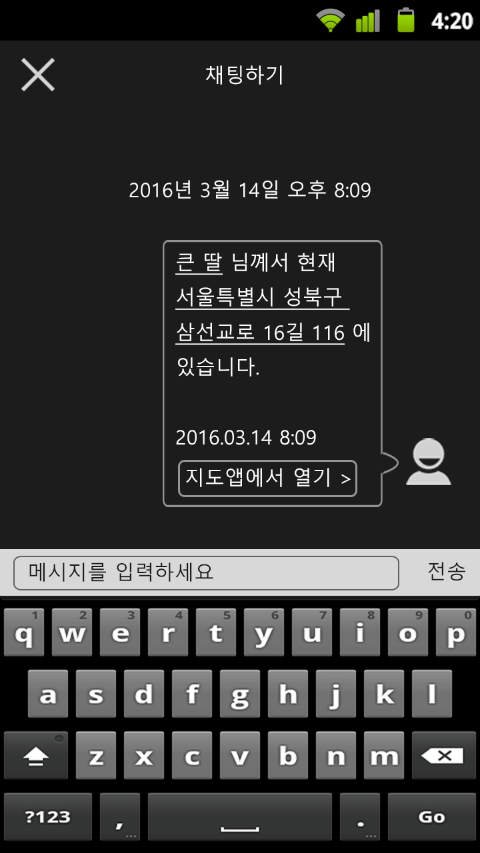 4:20
채팅하기
2016년 3월 14일 오후 8:09
큰 딸 님꼐서 현재
서울특별시 성북구
삼선교로 16길 116 에
있습니다.
2016.03.14 8:09
지도앱에서 열기 >
메시지를 입력하세요 전송
1 2 3 4 5 6 7 8 9 0
q w e r t y u i o p
a s d f g h j k l
z x c v b n m
?123 , ... . ... Go